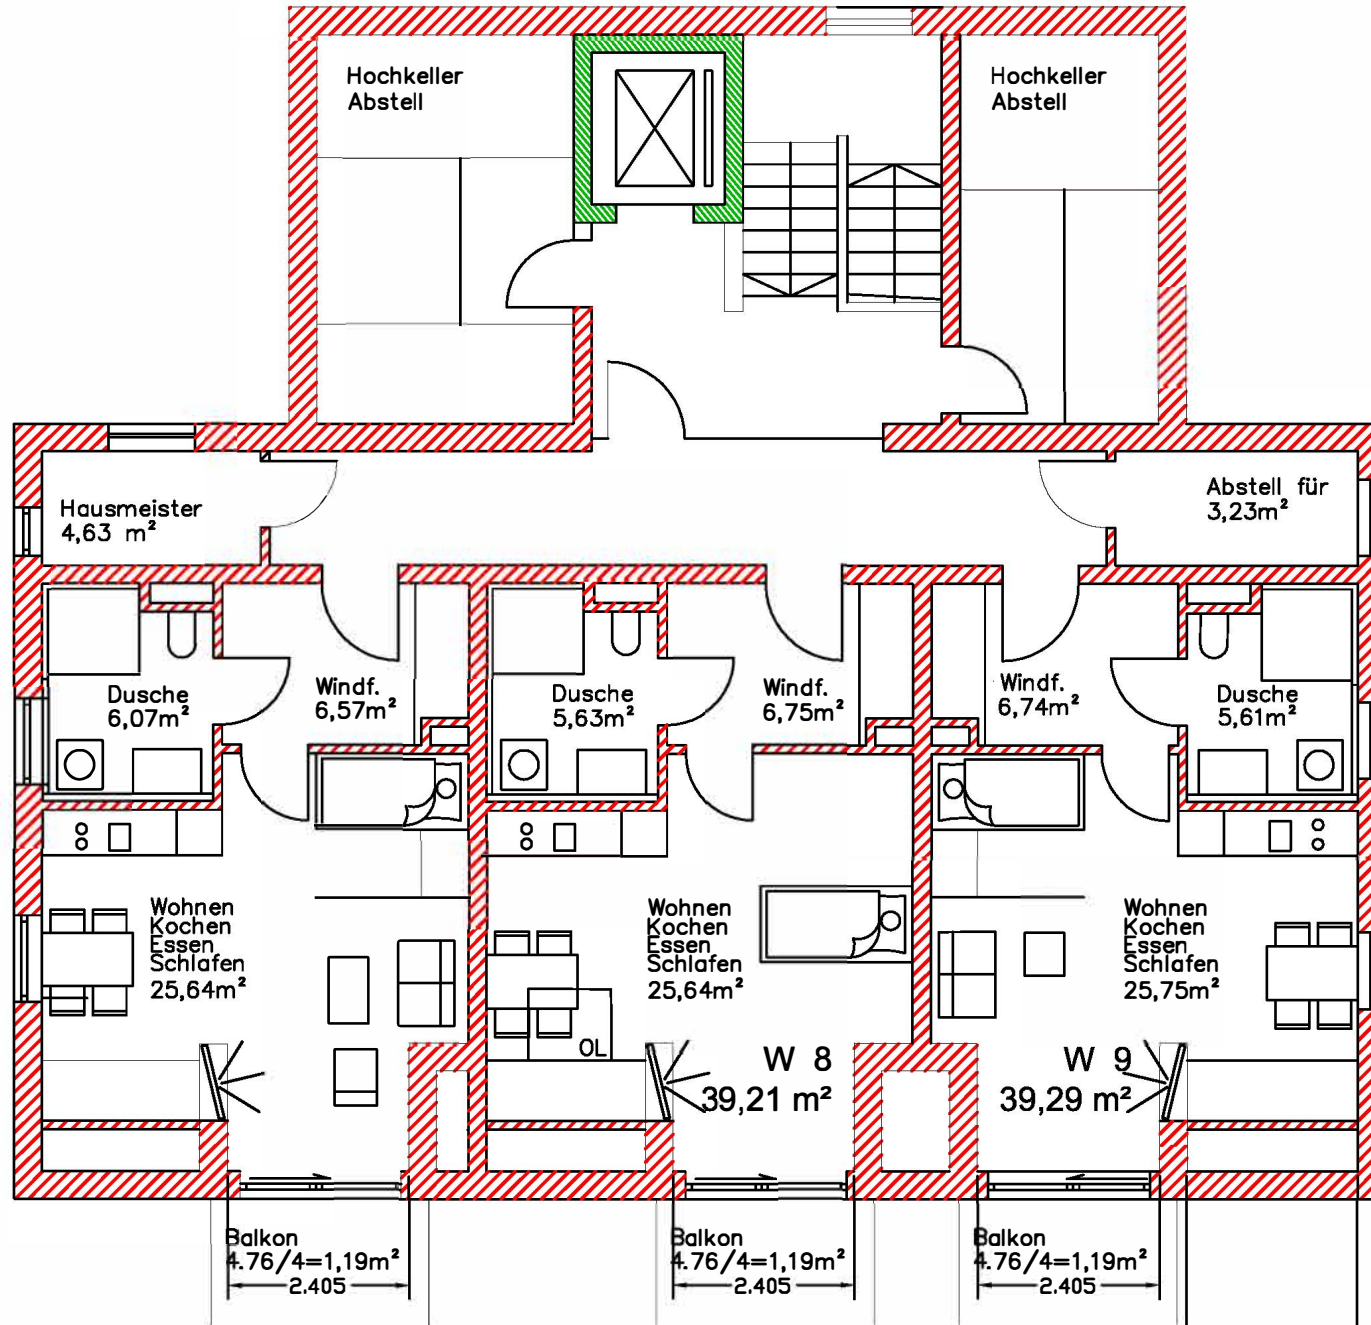 Hochkeller
Abstell
Hochkeller
Abstell
Hausmeister
4,63 m²
Abstell für
3,23m²
Dusche
6,07m²
Windf.
6,57m²
Dusche
5,63m²
Windf.
6,75m²
Windf.
6,74m²
Dusche
5,61m²
Wohnen
Kochen
Essen
Schlafen
25,64m²
Wohnen
Kochen
Essen
Schlafen
25,64m²
Wohnen
Kochen
Essen
Schlafen
25,75m²
OL
W 8
39,21 m²
W 9
39,29 m²
Balkon
4.76/4=1,19m²
2.405
Balkon
4.76/4=1,19m²
2.405
Balkon
4.76/4=1,19m²
2.405